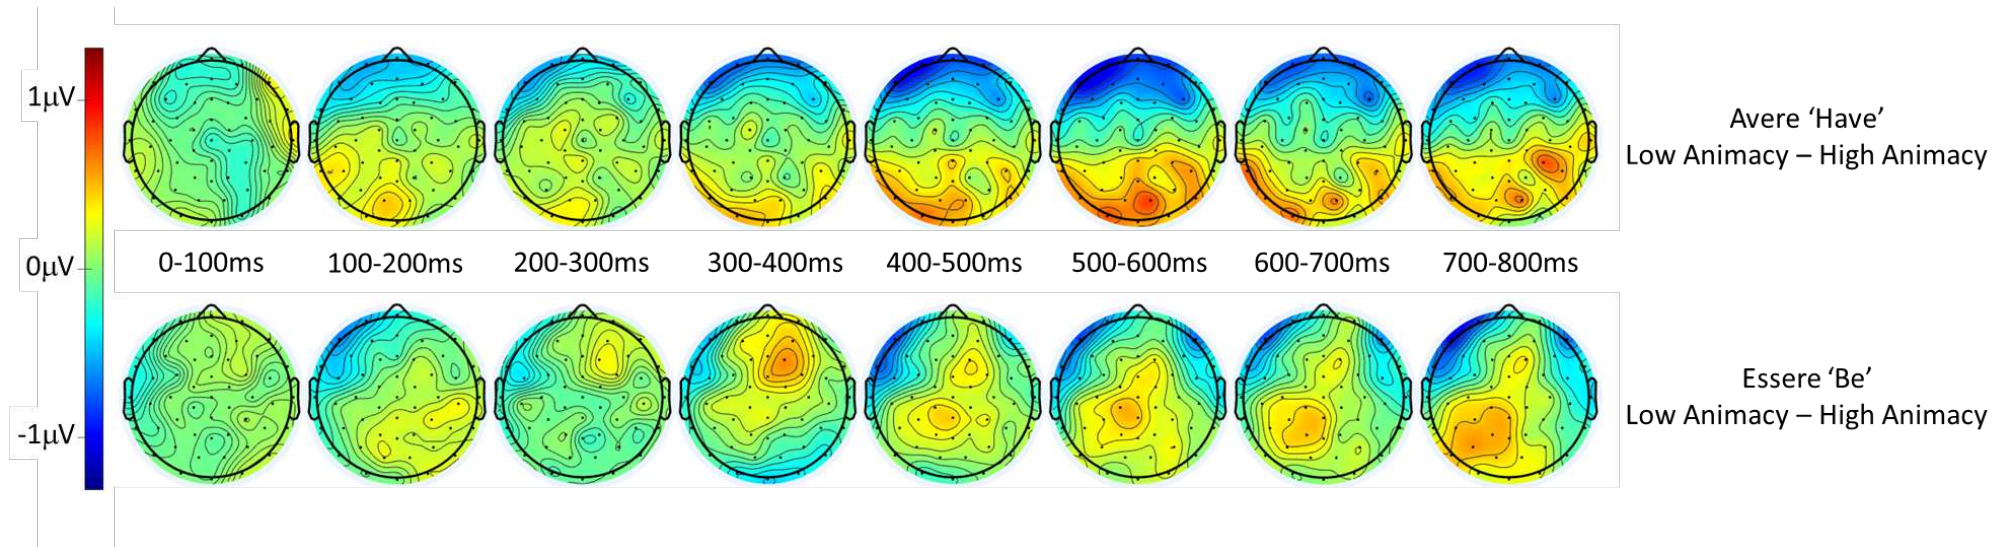 1µV
0µV
-1µV
Avere ‘Have’
Low Animacy – High Animacy
0-100ms 100-200ms 200-300ms 300-400ms 400-500ms 500-600ms 600-700ms 700-800ms
Essere ‘Be’
Low Animacy – High Animacy